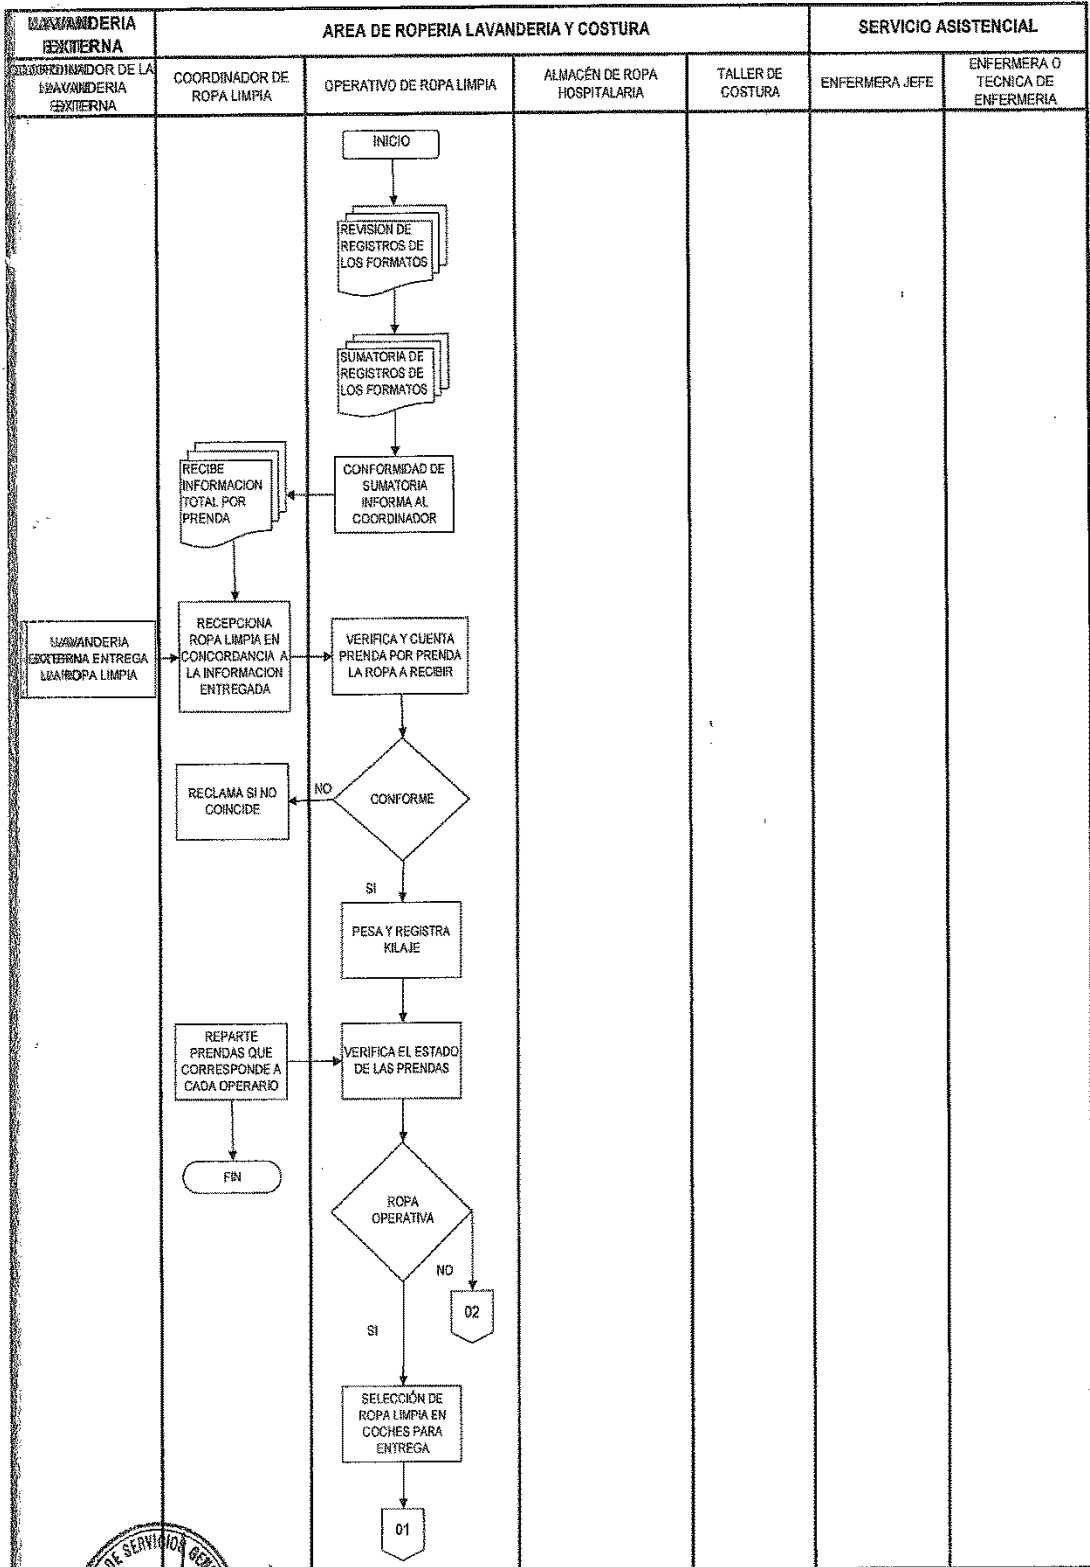 LAVANDERIA
EXTERNA
AREA DE ROPERIA LAVANDERIA Y COSTURA
SERVICIO ASISTENCIAL
COORDINADOR DE LA
LAVANDERIA
EXTERNA
COORDINADOR DE
ROPA LIMPIA
OPERATIVO DE ROPA LIMPIA
ALMACÉN DE ROPA
HOSPITALARIA
TALLER DE
COSTURA
ENFERMERA JEFE
ENFERMERA O
TECNICA DE
ENFERMERIA
INICIO
REVISION DE
REGISTROS DE
LOS FORMATOS
SUMATORIA DE
REGISTROS DE
LOS FORMATOS
RECIBE
INFORMACION
TOTAL POR
PRENDA
CONFORMIDAD DE
SUMATORIA
INFORMA AL
COORDINADOR
LAVANDERIA
EXTERNA ENTREGA
LA ROPA LIMPIA
RECEPCIONA
ROPA LIMPIA EN
CONCORDANCIA A
LA INFORMACION
ENTREGADA
VERIFICA Y CUENTA
PRENDA POR PRENDA
LA ROPA A RECIBIR
RECLAMA SI NO
COINCIDE
NO
CONFORME
SI
PESA Y REGISTRA
KILAJE
REPARTE
PRENDAS QUE
CORRESPONDE A
CADA OPERARIO
VERIFICA EL ESTADO
DE LAS PRENDAS
FIN
ROPA
OPERATIVA
NO
02
SI
SELECCIÓN DE
ROPA LIMPIA EN
COCHES PARA
ENTREGA
01
DE SERVICIOS